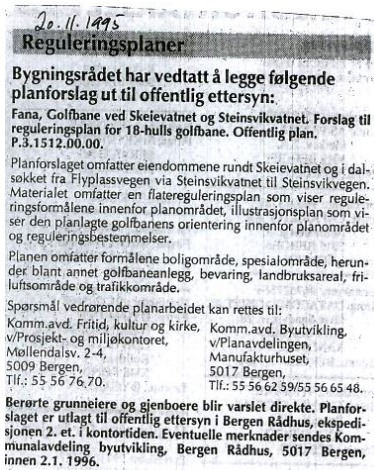 20.11.1995
Reguleringsplaner
Bygningsrådet har vedtatt å legge følgende
planforslag ut til offentlig ettersyn:
Fana, Golfbane ved Skeievatnet og Steinsvikvatnet. Forslag til
reguleringsplan for 18-hulls golfbane. Offentlig plan.
P.3.1512.00.00.
Planforslaget omfatter eiendommene rundt Skeievatnet og i dal-
søkket fra Flyplassvegen via Steinsvikvatnet til Steinsvikvegen.
Materialet omfatter en flatereguleringsplan som viser regule-
ringsformålene innenfor planområdet, illustrasjonsplan som vi-
ser den planlagte golfbanens orientering innenfor planområdet
og reguleringsbestemmelser.
Planen omfatter formålene boligområde, spesialområde, herun-
der blant annet golfbaneanlegg, bevaring, landbruksareal, fri-
luftsområde og trafikkområde.
Spørsmål vedrørende planarbeidet kan rettes til:
Komm.avd. Fritid, kultur og kirke,
v/Prosjekt- og miljøkontoret,
Møllendalsv. 2-4,
5009 Bergen,
Tlf.: 55 56 76 70.
Komm.avd. Byutvikling,
v/Planavdelingen,
Manufakturhuset,
5017 Bergen,
Tlf.: 55 56 62 59/55 56 65 48.
Berørte grunneiere og gjenboere blir varslet direkte. Planfor-
slaget er utlagt til offentlig ettersyn i Bergen Rådhus, ekspedi-
sjonen 2. et. i kontortiden. Eventuelle merknader sendes Kom-
munalavdeling byutvikling, Bergen Rådhus, 5017 Bergen,
innen 2.1. 1996.